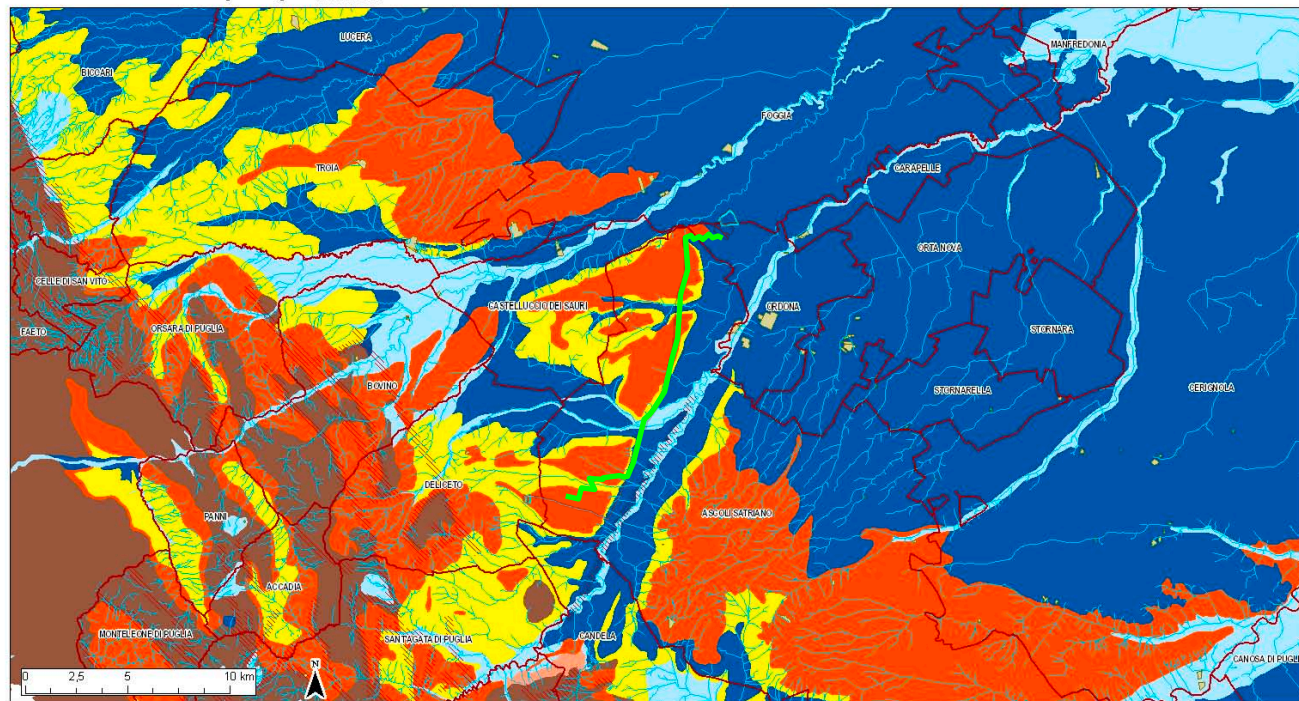 LUCERA
MANFREDONIA
BICCARI
FOGGIA
TROIA
CARAPELLE
ORTA NOVA
CELLE DI SAN VITO
CASTELLUCCIO DEI SAURI
ORDONA
FAETO
ORSARA DI PUGLIA
STORNARA
BOVINO
STORNARELLA
CERIGNOLA
DELICETO
PANNI
ASCOLI SATRIANO
ACCADIA
MONTELEONE DI PUGLIA
SANT'AGATA DI PUGLIA
CANDELA
CANOSA DI PUGLI
N
0 2,5 5 10 km